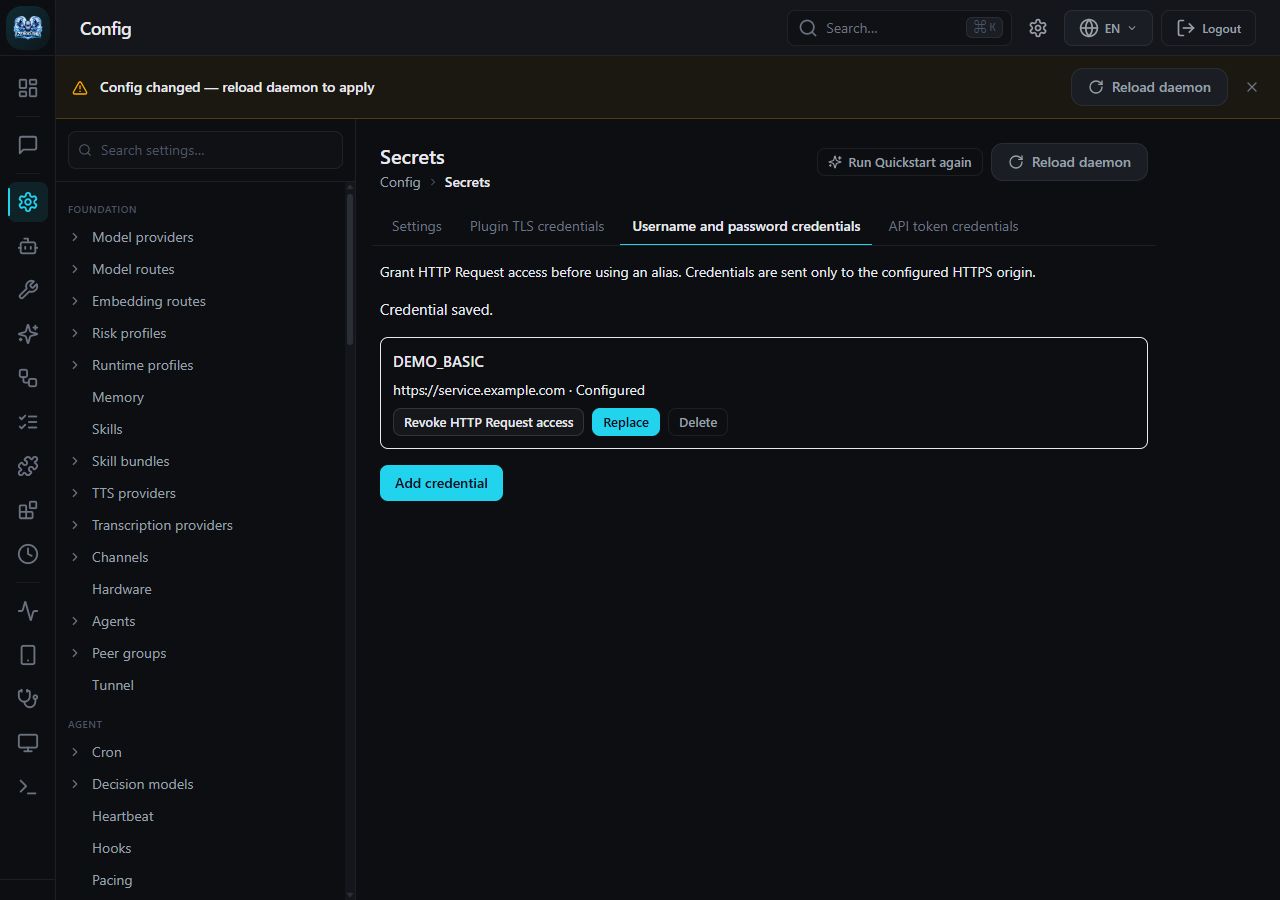 Config
Search...
⌘K
EN
Logout
Config changed — reload daemon to apply
Reload daemon
Search settings...
FOUNDATION
Model providers
Model routes
Embedding routes
Risk profiles
Runtime profiles
Memory
Skills
Skill bundles
TTS providers
Transcription providers
Channels
Hardware
Agents
Peer groups
Tunnel
AGENT
Cron
Decision models
Heartbeat
Hooks
Pacing
Secrets
Config > Secrets
Run Quickstart again
Reload daemon
Settings
Plugin TLS credentials
Username and password credentials
API token credentials
Grant HTTP Request access before using an alias. Credentials are sent only to the configured HTTPS origin.
Credential saved.
DEMO_BASIC
https://service.example.com · Configured
Revoke HTTP Request access
Replace
Delete
Add credential